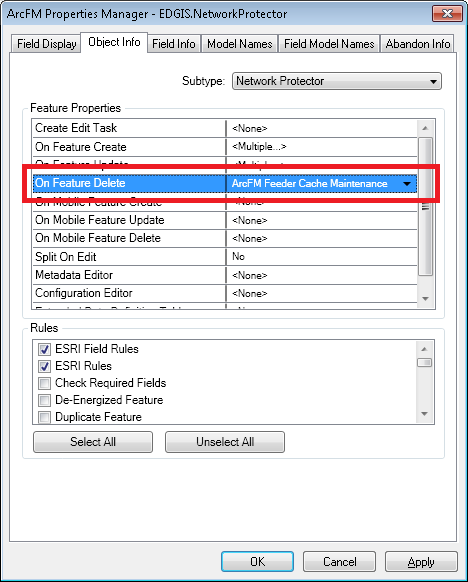 ArcFM Properties Manager - EDGIS.NetworkProtector
Field Display Object Info Field Info Model Names Field Model Names Abandon Info
Subtype: Network Protector
Feature Properties
Create Edit Task <None>
On Feature Create <Multiple...>
On Feature Update <Multiple...>
On Feature Delete ArcFM Feeder Cache Maintenance
On Mobile Feature Create <None>
On Mobile Feature Update <None>
On Mobile Feature Delete <None>
Split On Edit No
Metadata Editor <None>
Configuration Editor <None>
Rules
ESRI Field Rules
ESRI Rules
Check Required Fields
De-Energized Feature
Duplicate Feature
Select All Unselect All
OK Cancel Apply